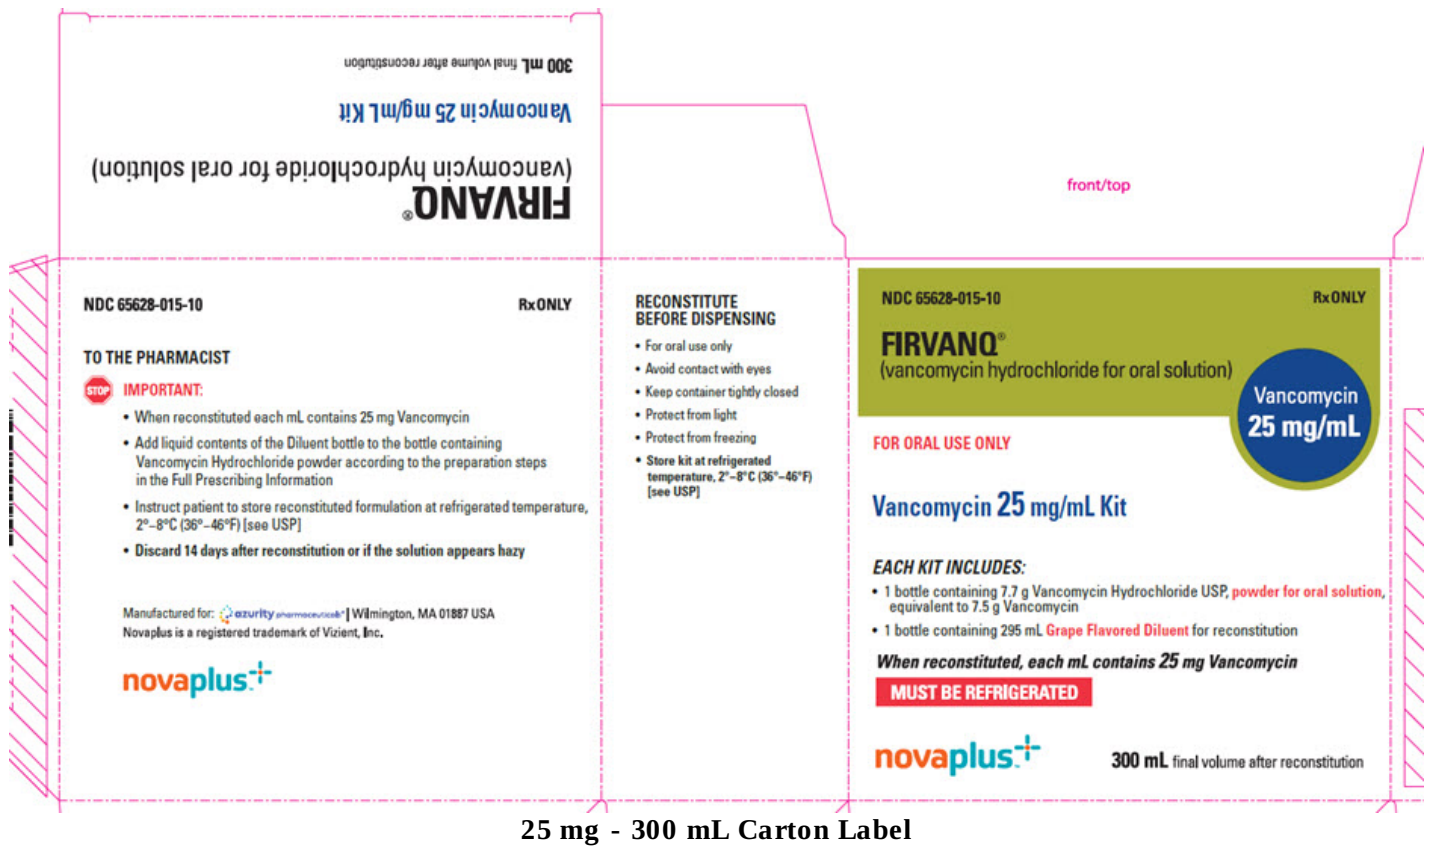 300 mL final volume after reconstitution
Vancomycin 25 mg/mL Kit
(vancomycin hydrochloride for oral solution)
FIRVANQ®
front/top
NDC 65628-015-10
Rx ONLY
TO THE PHARMACIST
STOP
IMPORTANT:
• When reconstituted each mL contains 25 mg Vancomycin
• Add liquid contents of the Diluent bottle to the bottle containing
Vancomycin Hydrochloride powder according to the preparation steps
in the Full Prescribing Information
• Instruct patient to store reconstituted formulation at refrigerated temperature,
2°–8°C (36°–46°F) [see USP]
• Discard 14 days after reconstitution or if the solution appears hazy
Manufactured for: azurity pharmaceuticals® | Wilmington, MA 01887 USA
Novaplus is a registered trademark of Vizient, Inc.
novaplus™
RECONSTITUTE
BEFORE DISPENSING
• For oral use only
• Avoid contact with eyes
• Keep container tightly closed
• Protect from light
• Protect from freezing
• Store kit at refrigerated
temperature, 2°–8°C (36°–46°F)
[see USP]
NDC 65628-015-10
Rx ONLY
FIRVANQ®
(vancomycin hydrochloride for oral solution)
Vancomycin
25 mg/mL
FOR ORAL USE ONLY
Vancomycin 25 mg/mL Kit
EACH KIT INCLUDES:
• 1 bottle containing 7.7 g Vancomycin Hydrochloride USP, powder for oral solution,
equivalent to 7.5 g Vancomycin
• 1 bottle containing 295 mL Grape Flavored Diluent for reconstitution
When reconstituted, each mL contains 25 mg Vancomycin
MUST BE REFRIGERATED
novaplus™
300 mL final volume after reconstitution
25 mg - 300 mL Carton Label